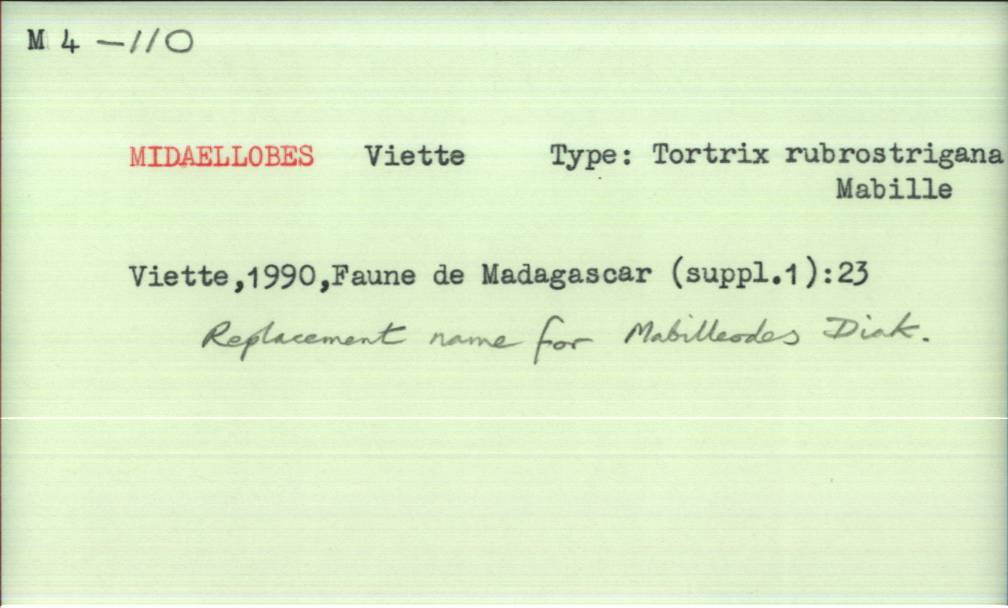 M 4 -110
MIDAELLOBES Viette Type: Tortrix rubrostrigana
Mabille
Viette,1990,Faune de Madagascar (suppl.1):23
Replacement name for Mabilleodes Diak.